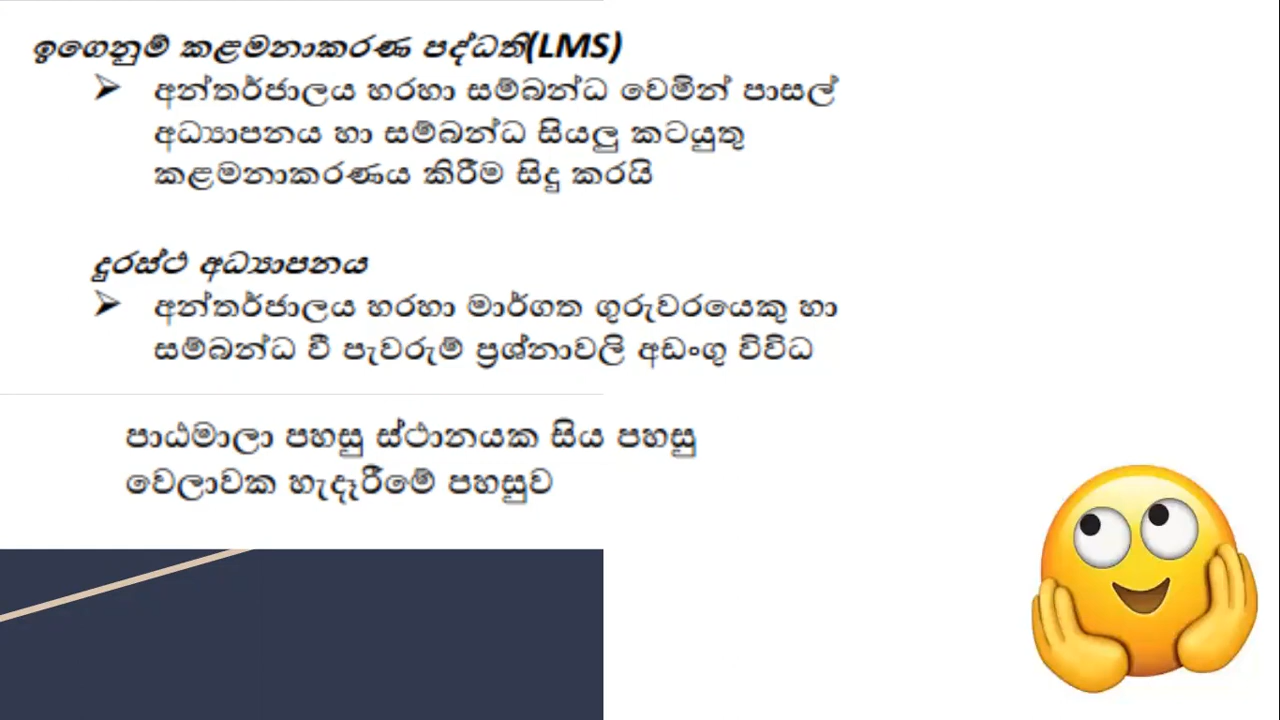 ඉගෙනුම් කළමනාකරණ පද්ධති(LMS)
➢ අන්තර්ජාලය හරහා සම්බන්ධ වෙමින් පාසල්
අධ්‍යාපනය හා සම්බන්ධ සියලු කටයුතු
කළමනාකරණය කිරීම සිදු කරයි
දුරස්ථ අධ්‍යාපනය
➢ අන්තර්ජාලය හරහා මාර්ගත ගුරුවරයෙකු හා
සම්බන්ධ වී පැවරුම් ප්‍රශ්නාවලි අඩංගු විවිධ
පාඨමාලා පහසු ස්ථානයක සිය පහසු
වෙලාවක හැදෑරීමේ පහසුව